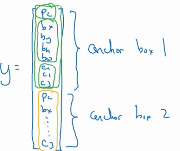 y =
Pc
bx
by
bh
bw
c1
c2
c3
anchor box 1
Pc
bx
⋮
c3
anchor box 2